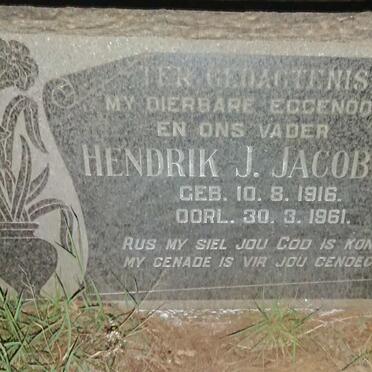 TER GEDAGTENIS
MY DIERBARE EGGENOO
EN ONS VADER
HENDRIK J. JACOB
GEB. 10. 8. 1916.
OORL. 30. 3. 1961.
RUS MY SIEL JOU GOD IS KON
MY GENADE IS VIR JOU GENOEG